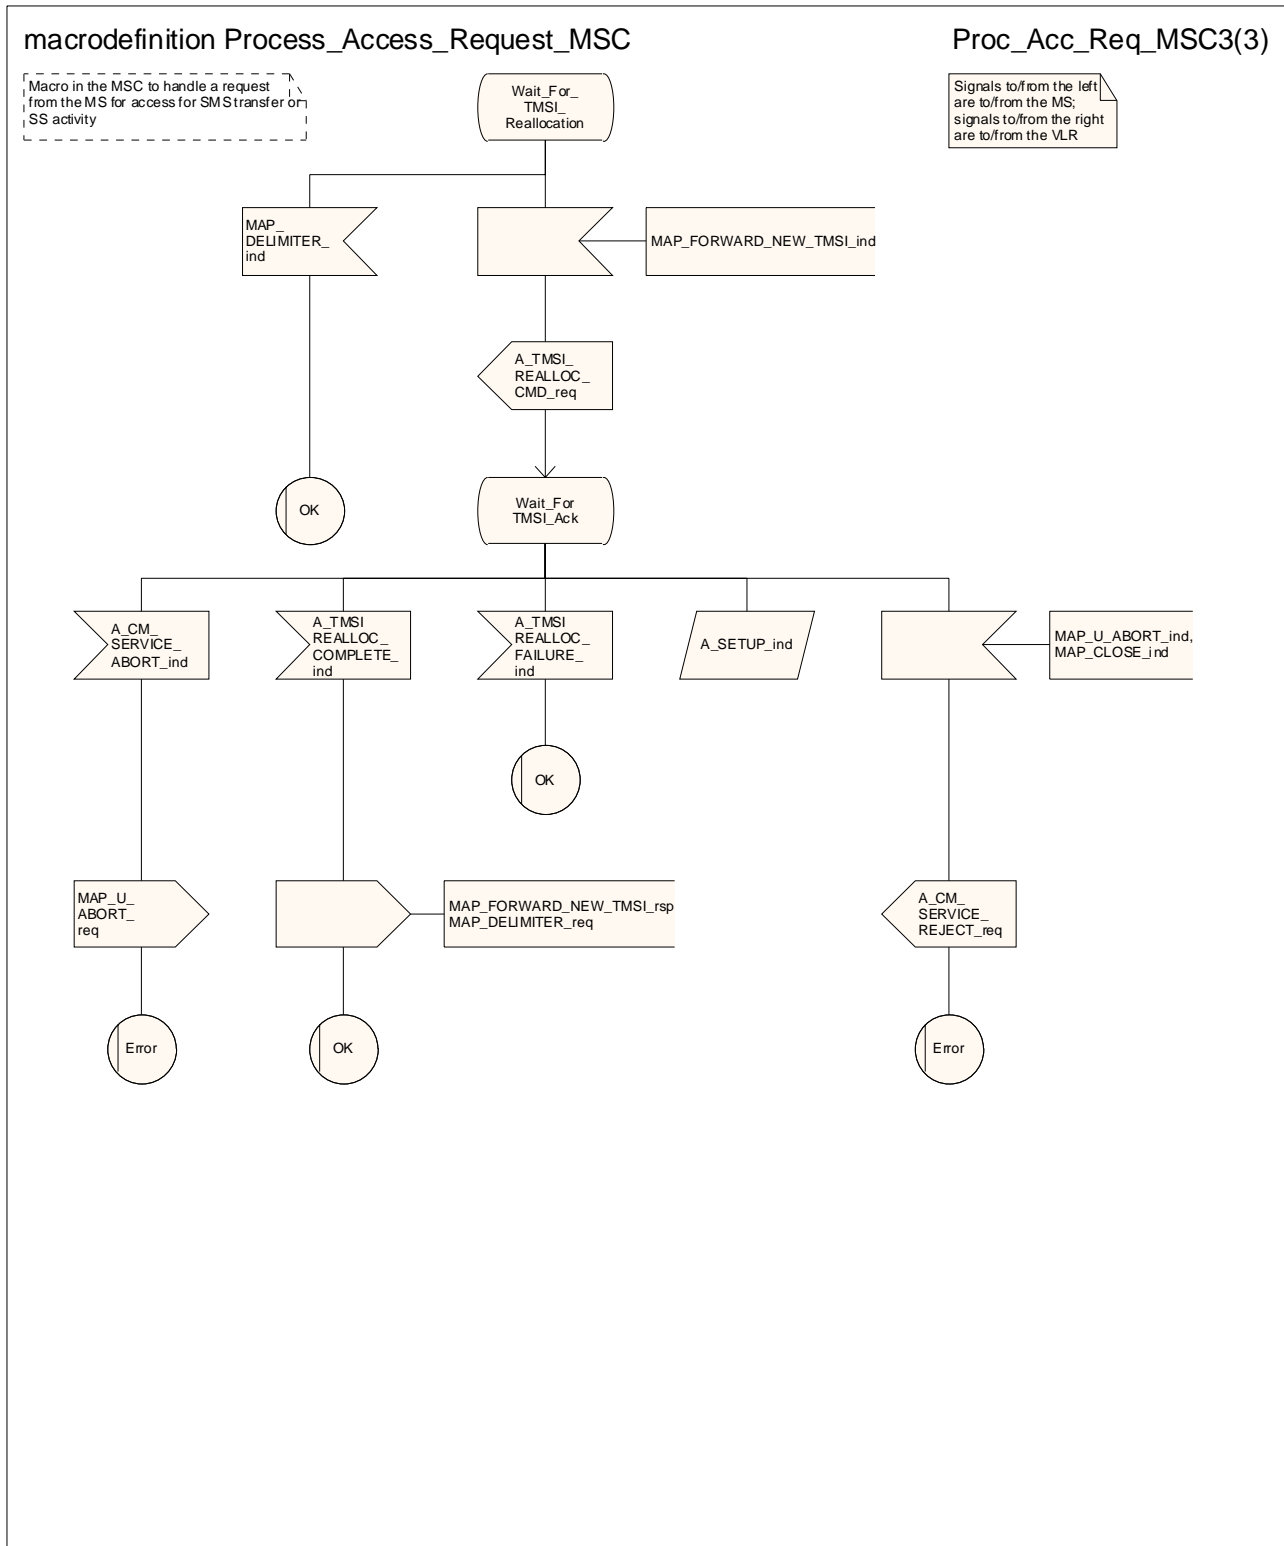 macrodefinition Process_Access_Request_MSC
Proc_Acc_Req_MSC3(3)
Macro in the MSC to handle a request
from the MS for access for SMS transfer or
SS activity
Wait_For_
TMSI_
Reallocation
Signals to/from the left
are to/from the MS;
signals to/from the right
are to/from the VLR
MAP_
DELIMITER_
ind
MAP_FORWARD_NEW_TMSI_ind
A_TMSI_
REALLOC_
CMD_req
OK
Wait_For
TMSI_Ack
A_CM_
SERVICE_
ABORT_ind
A_TMSI
REALLOC_
COMPLETE_
ind
A_TMSI
REALLOC_
FAILURE_
ind
A_SETUP_ind
MAP_U_ABORT_ind,
MAP_CLOSE_ind
OK
MAP_U_
ABORT_
req
MAP_FORWARD_NEW_TMSI_rsp
MAP_DELIMITER_req
A_CM_
SERVICE_
REJECT_req
Error
OK
Error